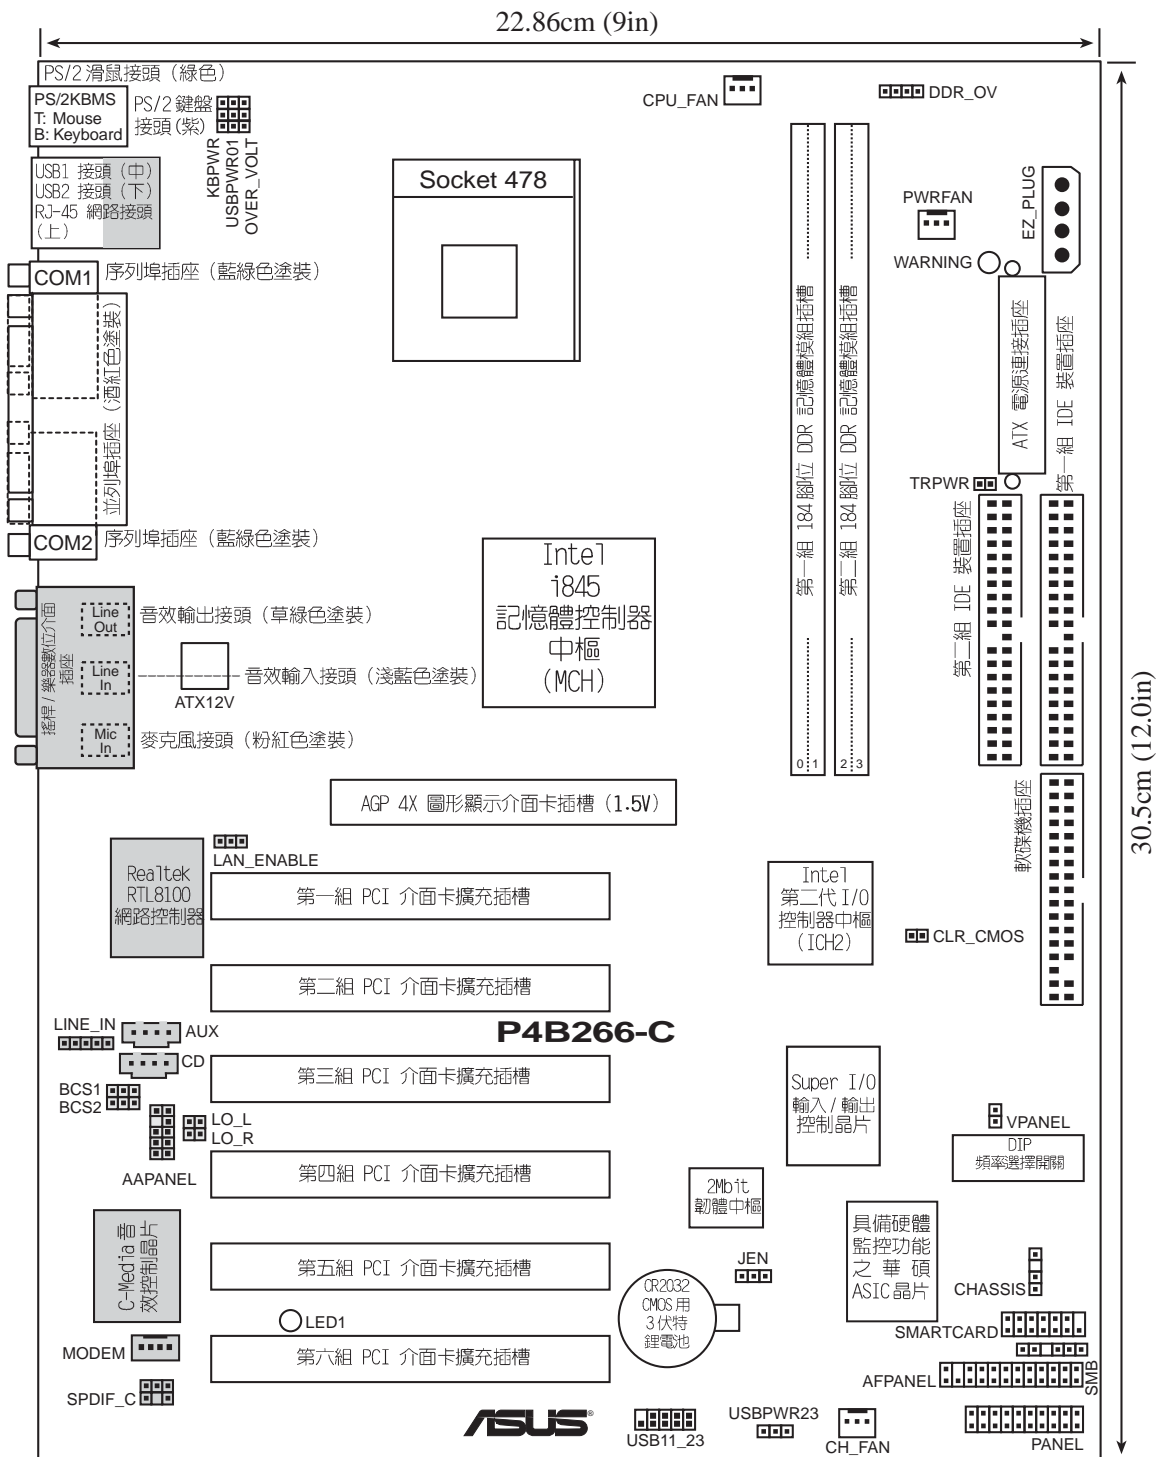 22.86cm (9in)
PS/2 滑鼠接頭 (綠色)
PS/2KBMS
T: Mouse
B: Keyboard
PS/2 鍵盤
接頭(紫)
KBPWR
USBPWR01
OVER_VOLT
CPU_FAN
DDR_OV
USB1 接頭 (中)
USB2 接頭 (下)
RJ-45 網路接頭
(上)
Socket 478
PWRFAN
EZ_PLUG
WARNING
COM1
序列埠插座 (藍綠色塗裝)
並列埠插座 (酒紅色塗裝)
第一組 184 腳位 DDR 記憶體模組插槽
第二組 184 腳位 DDR 記憶體模組插槽
0 1
2 3
ATX 電源連接插座
第一組 IDE 裝置插座
TRPWR
第二組 IDE 裝置插座
COM2
序列埠插座 (藍綠色塗裝)
Intel
i845
記憶體控制器
中樞
(MCH)
搖桿 / 樂器數位介面
插座
Line
Out
音效輸出接頭 (草綠色塗裝)
Line
In
音效輸入接頭 (淺藍色塗裝)
ATX12V
Mic
In
麥克風接頭 (粉紅色塗裝)
30.5cm (12.0in)
AGP 4X 圖形顯示介面卡插槽 (1.5V)
軟碟機插座
LAN_ENABLE
Realtek
RTL8100
網路控制器
第一組 PCI 介面卡擴充插槽
Intel
第二代 I/O
控制器中樞
(ICH2)
CLR_CMOS
第二組 PCI 介面卡擴充插槽
P4B266-C
LINE_IN
AUX
CD
第三組 PCI 介面卡擴充插槽
Super I/O
輸入 / 輸出
控制晶片
BCS1
BCS2
LO_L
LO_R
AAPANEL
VPANEL
DIP
頻率選擇開關
第四組 PCI 介面卡擴充插槽
2Mbit
韌體中樞
C-Media 音
效控制晶片
具備硬體
監控功能
之 華 碩
ASIC 晶片
第五組 PCI 介面卡擴充插槽
JEN
CR2032
CMOS 用
3 伏特
鋰電池
CHASSIS
LED1
SMARTCARD
MODEM
第六組 PCI 介面卡擴充插槽
AFPANEL
SMB
SPDIF_C
ASUS®
USB11_23
USBPWR23
CH_FAN
PANEL